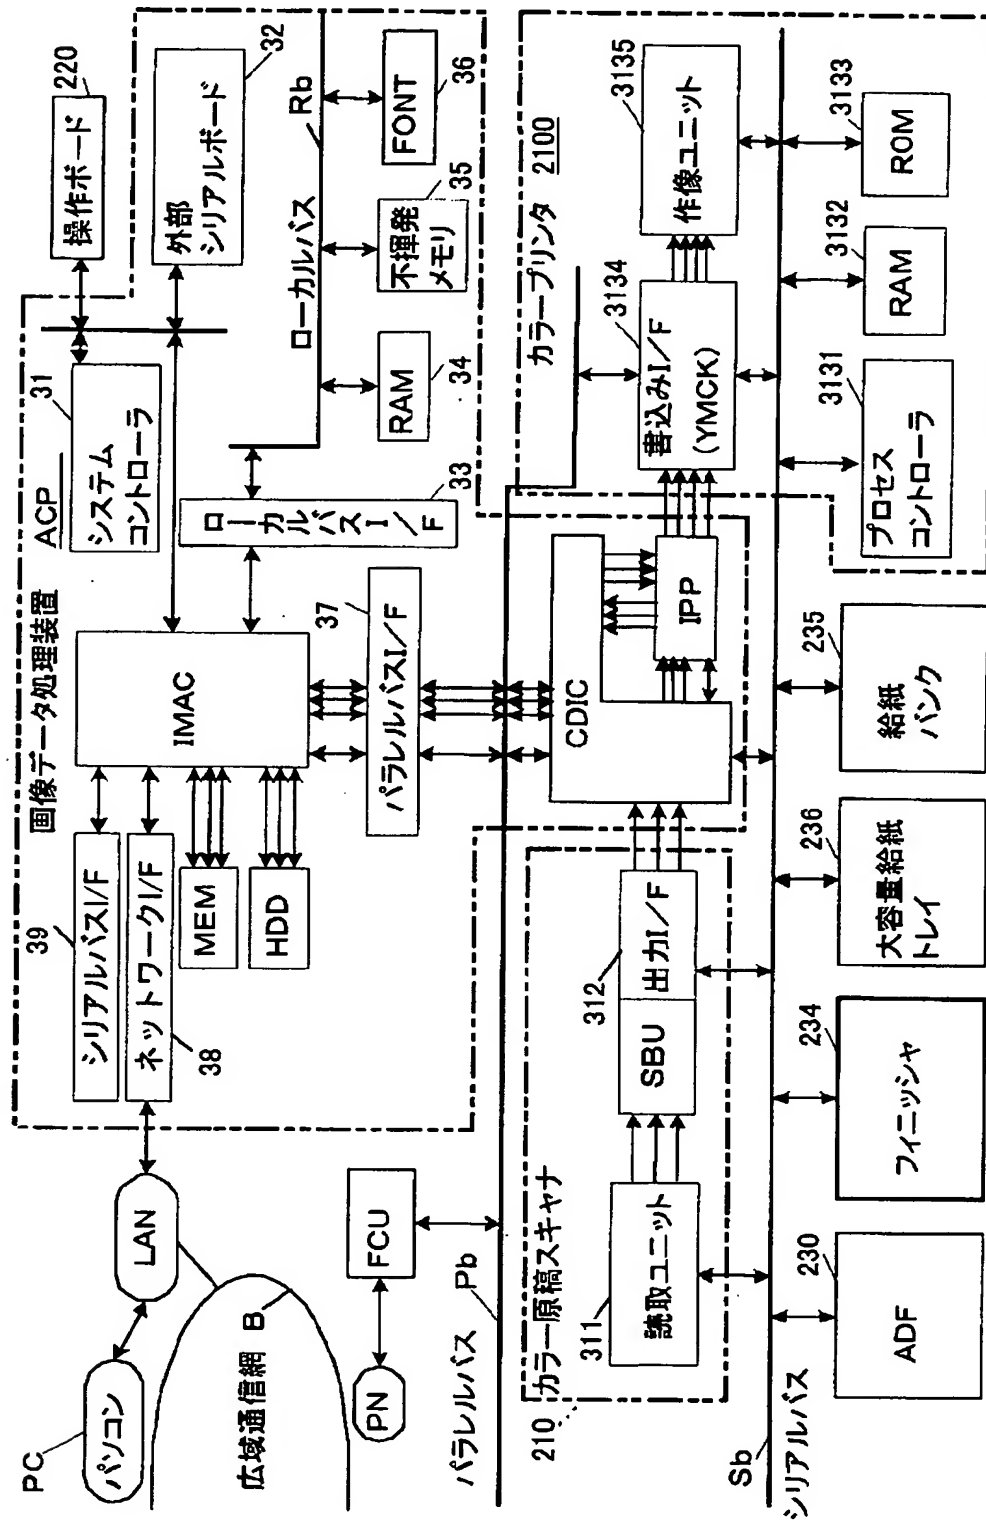 PC
パソコン
LAN
広域通信網 B
PN
FCU
画像データ処理装置
ACP
39
シリアルバスI/F
ネットワークI/F
38
MEM
HDD
IMAC
31
システム
コントローラ
操作ボード
220
外部
シリアルボード
32
ローカルバス
I/F
33
ローカルバス
Rb
RAM
34
不揮発
メモリ
35
FONT
36
37
パラレルバスI/F
パラレルバス
Pb
カラー原稿スキャナ
210
311
読取ユニット
SBU
312
出力I/F
CDIC
IPP
カラープリンタ 2100
書込みI/F
(YMCK)
3134
作像ユニット
3135
Sb
シリアルバス
ADF
230
フィニッシャ
234
大容量給紙
トレイ
236
給紙
バンク
235
プロセス
コントローラ
3131
RAM
3132
ROM
3133